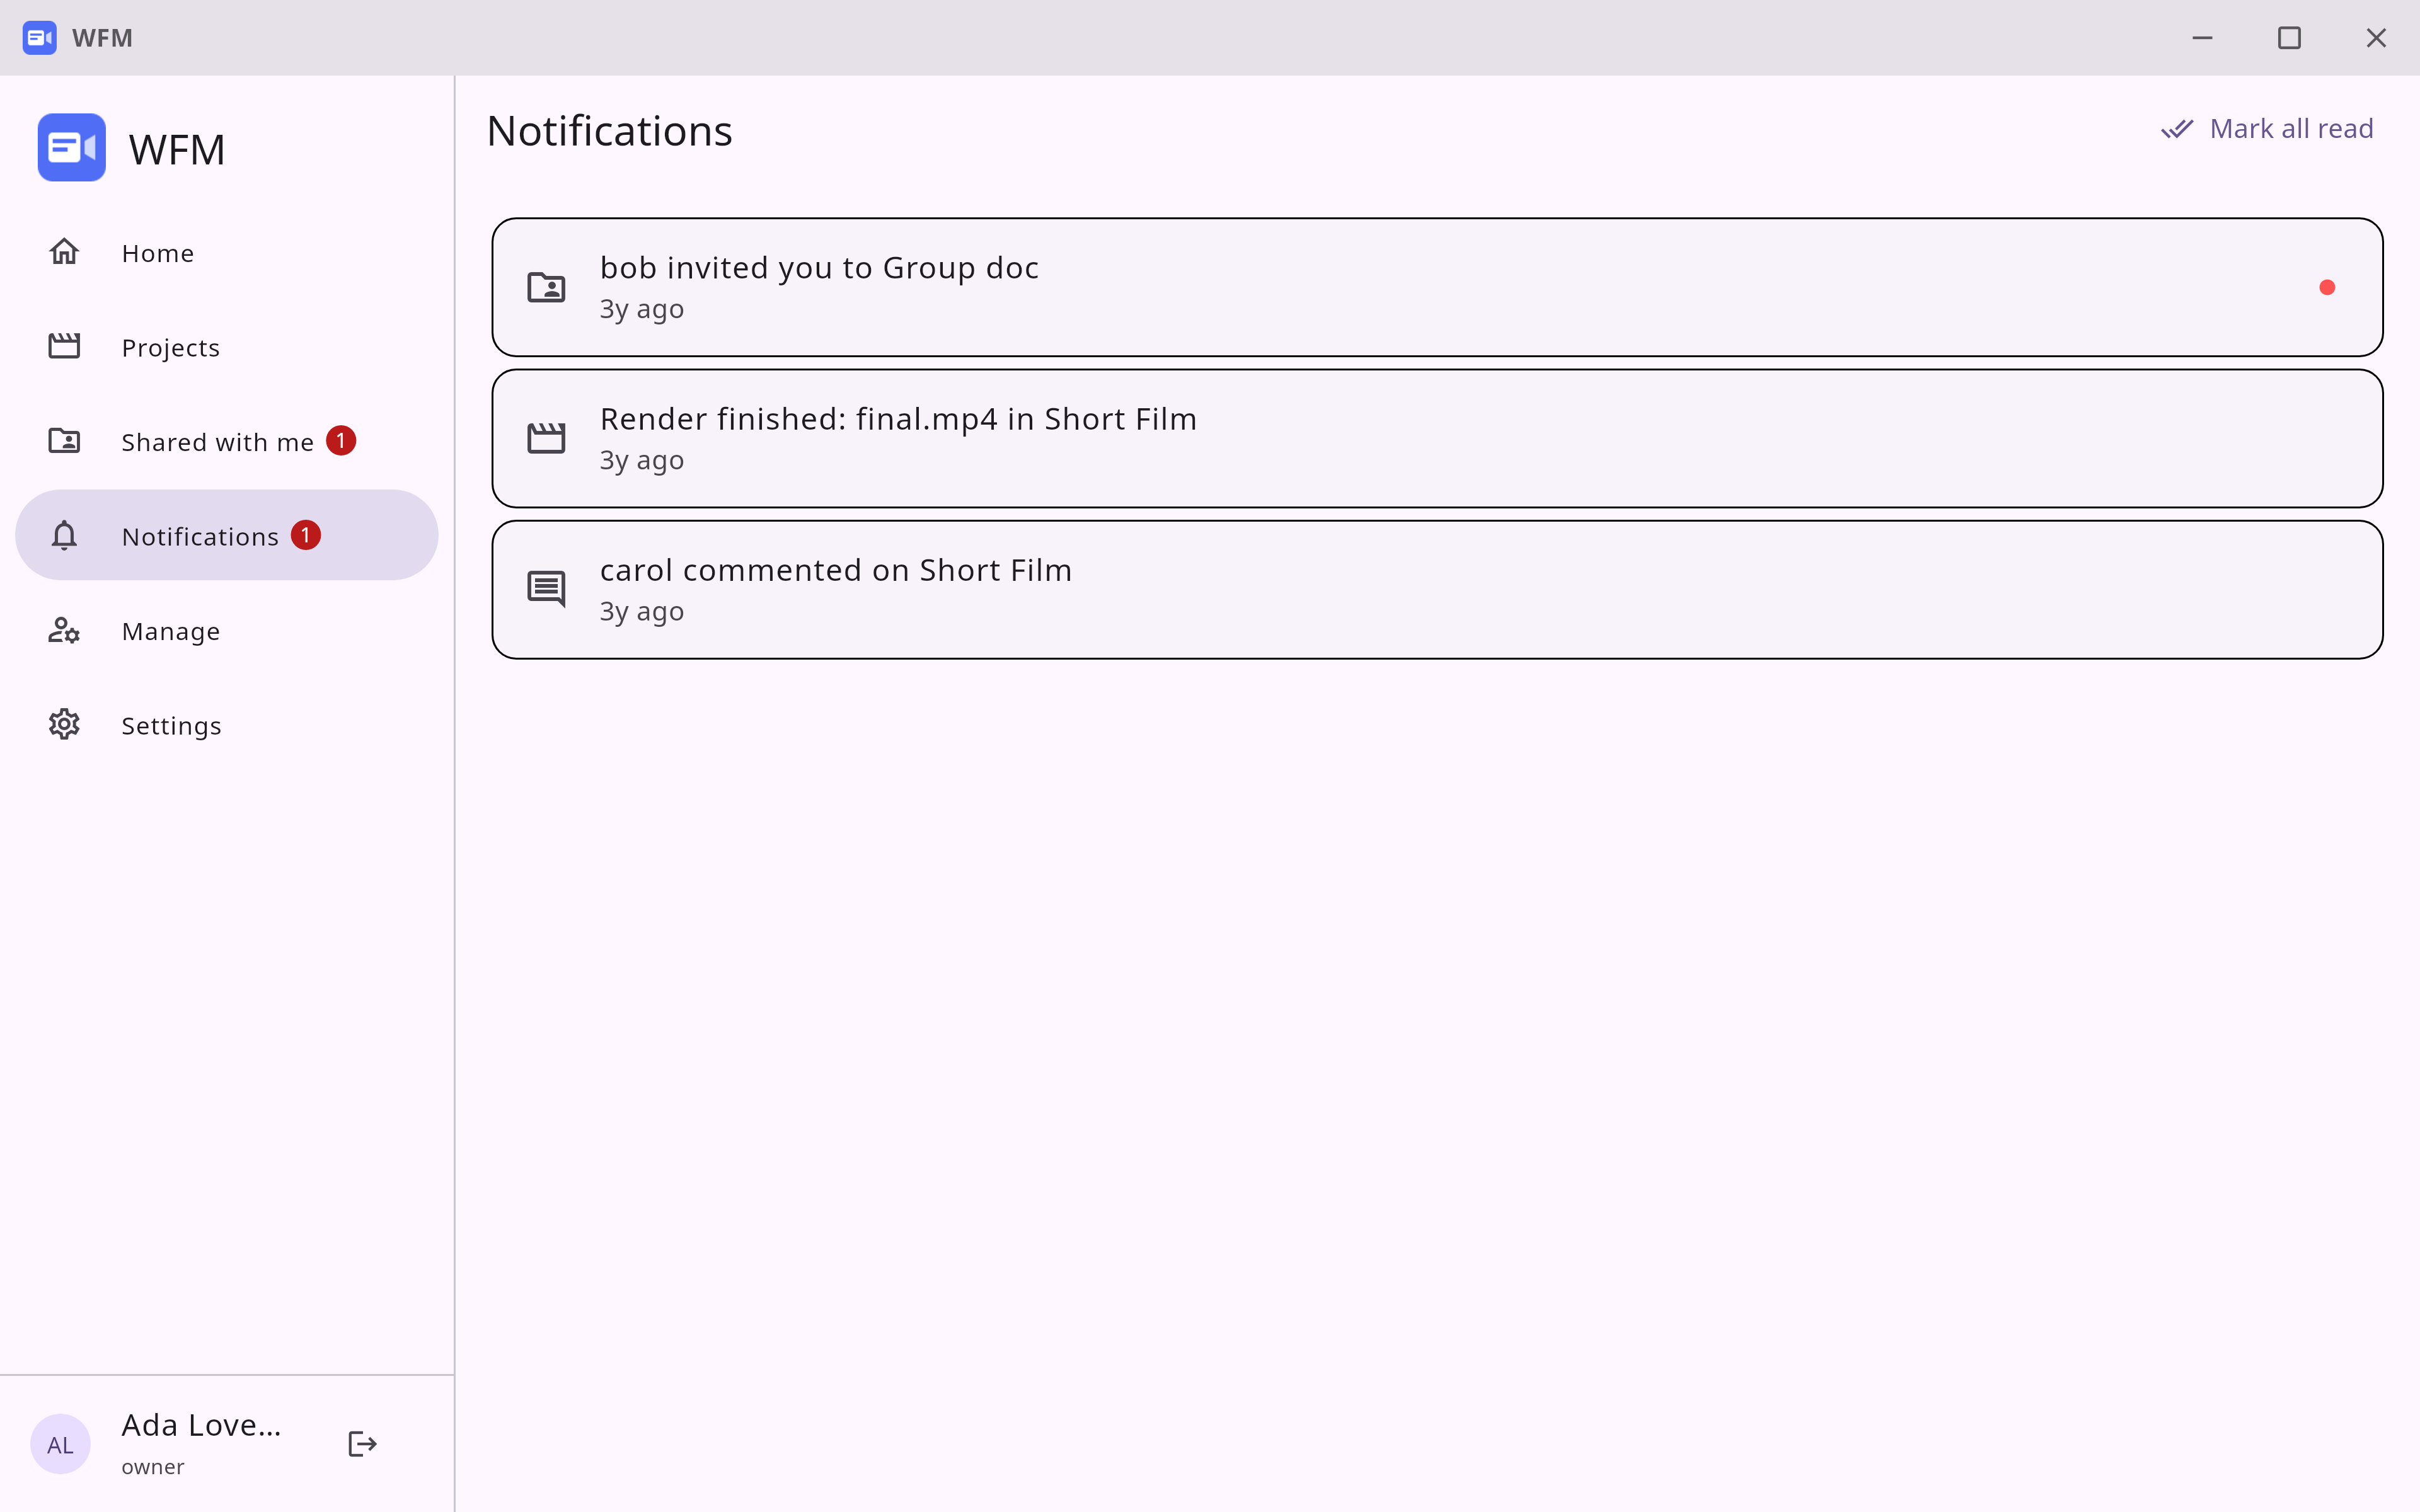 WFM
WFM
Home
Projects
Shared with me 1
Notifications 1
Manage
Settings
Ada Love...
AL
owner
Notifications
Mark all read
bob invited you to Group doc
3y ago
Render finished: final.mp4 in Short Film
3y ago
carol commented on Short Film
3y ago